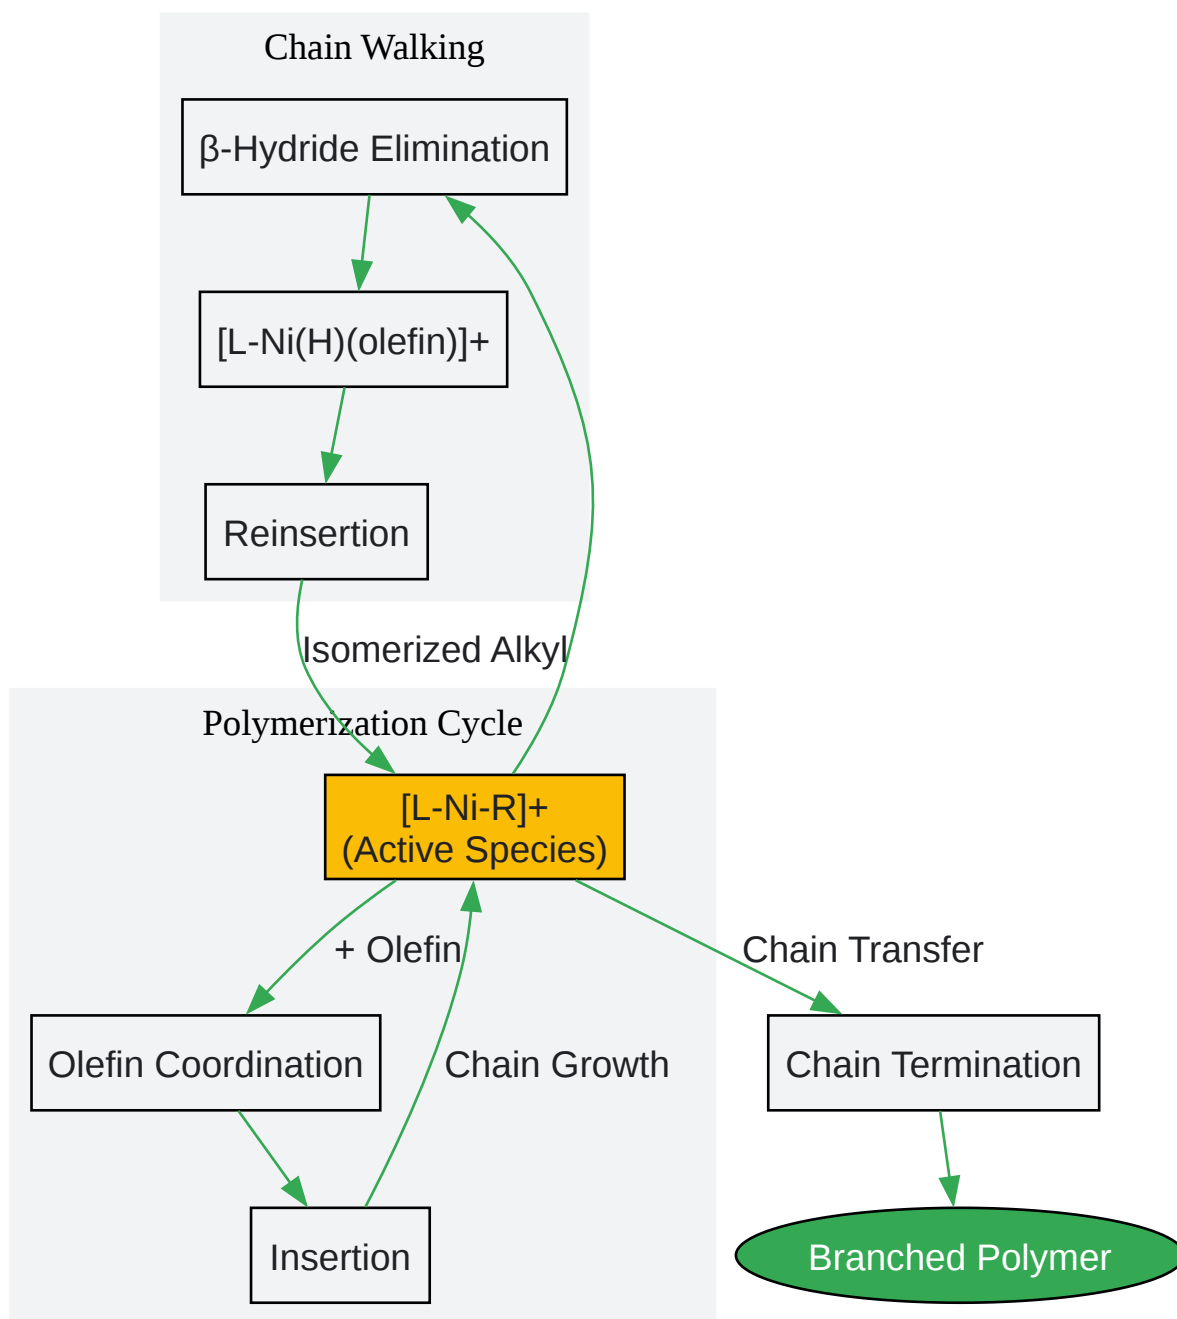 Chain Walking
β-Hydride Elimination
[L-Ni(H)(olefin)]+
Reinsertion
Isomerized Alkyl
Polymerization Cycle
[L-Ni-R]+
(Active Species)
+ Olefin
Chain Transfer
Olefin Coordination
Chain Growth
Chain Termination
Insertion
Branched Polymer